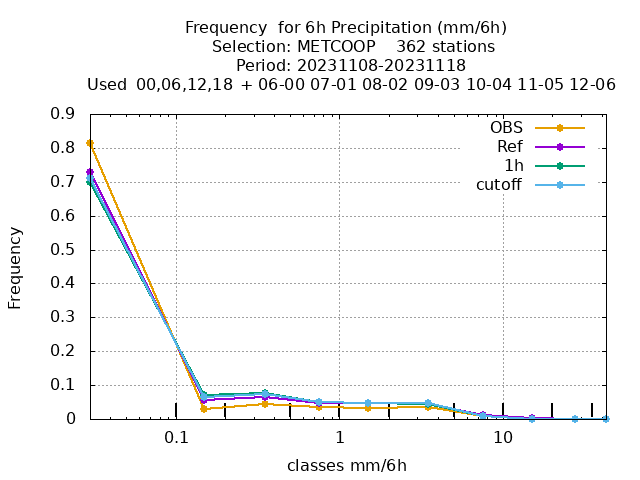 Frequency  for 6h Precipitation (mm/6h)
Selection: METCOOP    362 stations
Period: 20231108-20231118
Used  00,06,12,18  + 06-00 07-01 08-02 09-03 10-04 11-05 12-06
0.9
0.8
0.7
0.6
0.5
0.4
0.3
0.2
0.1
0
Frequency
OBS
Ref
1h
cutoff
0.1 1 10
classes mm/6h